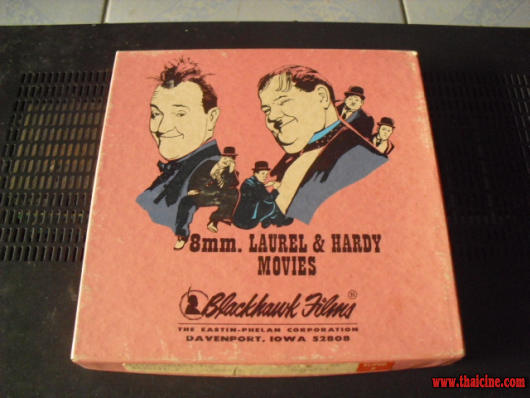 8mm. LAUREL & HARDY
MOVIES
Blackhawk Films ®
THE EASTIN-PHELAN CORPORATION
DAVENPORT, IOWA 52808
www.thaicine.com